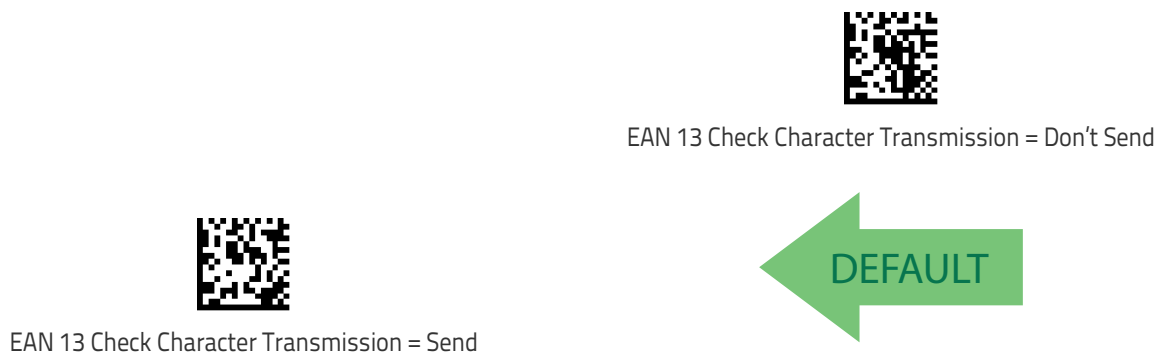 EAN 13 Check Character Transmission = Don't Send
DEFAULT
EAN 13 Check Character Transmission = Send